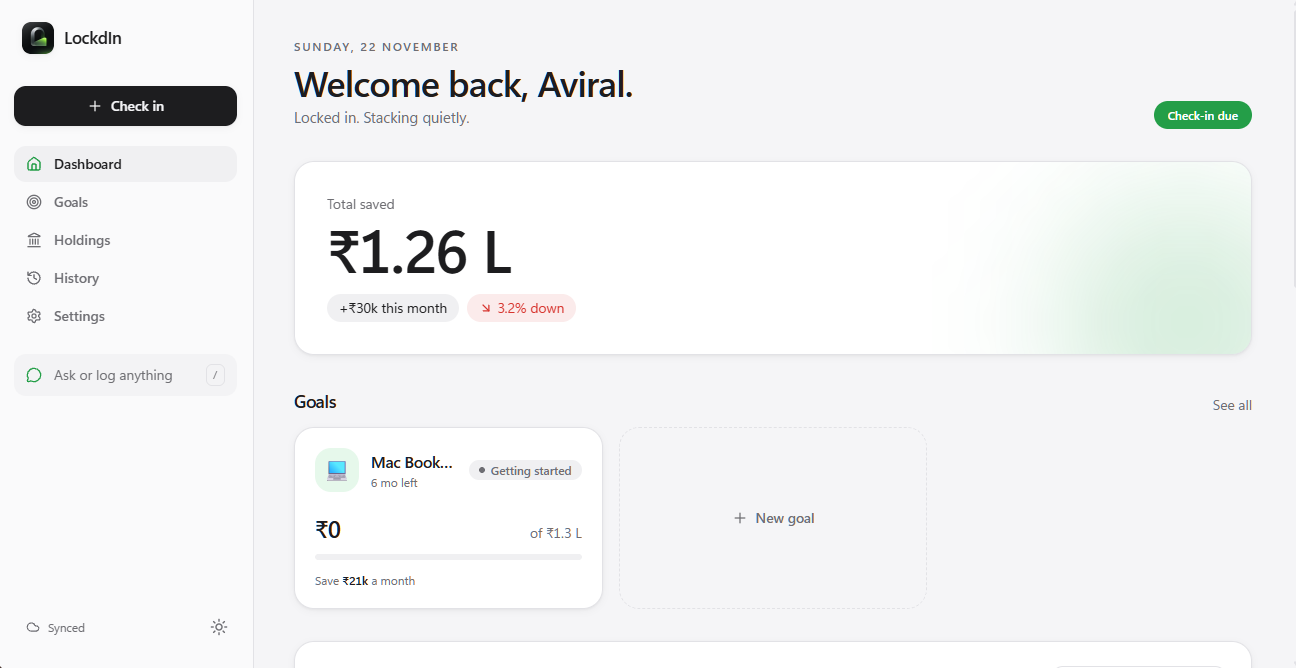 LockdIn
+ Check in
Dashboard
Goals
Holdings
History
Settings
Ask or log anything /
Synced
SUNDAY, 22 NOVEMBER
Welcome back, Aviral.
Locked in. Stacking quietly.
Check-in due
Total saved
₹1.26 L
+₹30k this month
3.2% down
Goals
See all
Mac Book...
6 mo left
Getting started
₹0
of ₹1.3 L
Save ₹21k a month
+ New goal